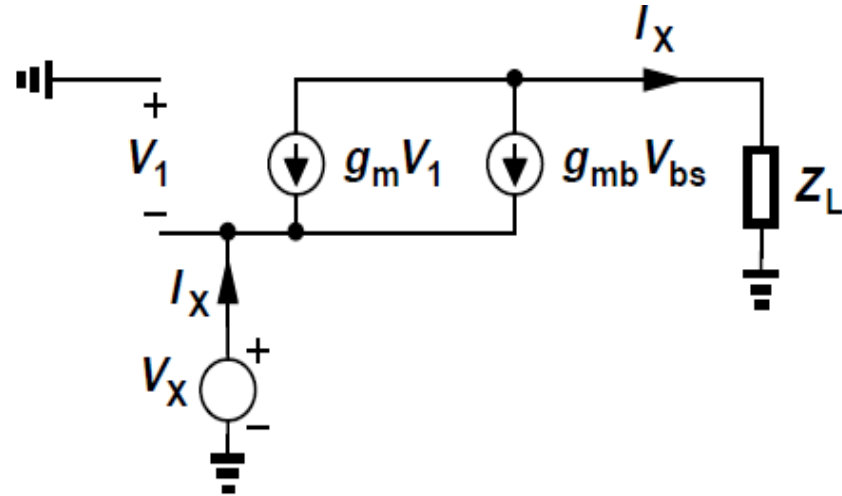 I_X
+
V_1
−
g_m V_1
g_mb V_bs
Z_L
I_X
V_X
+
−